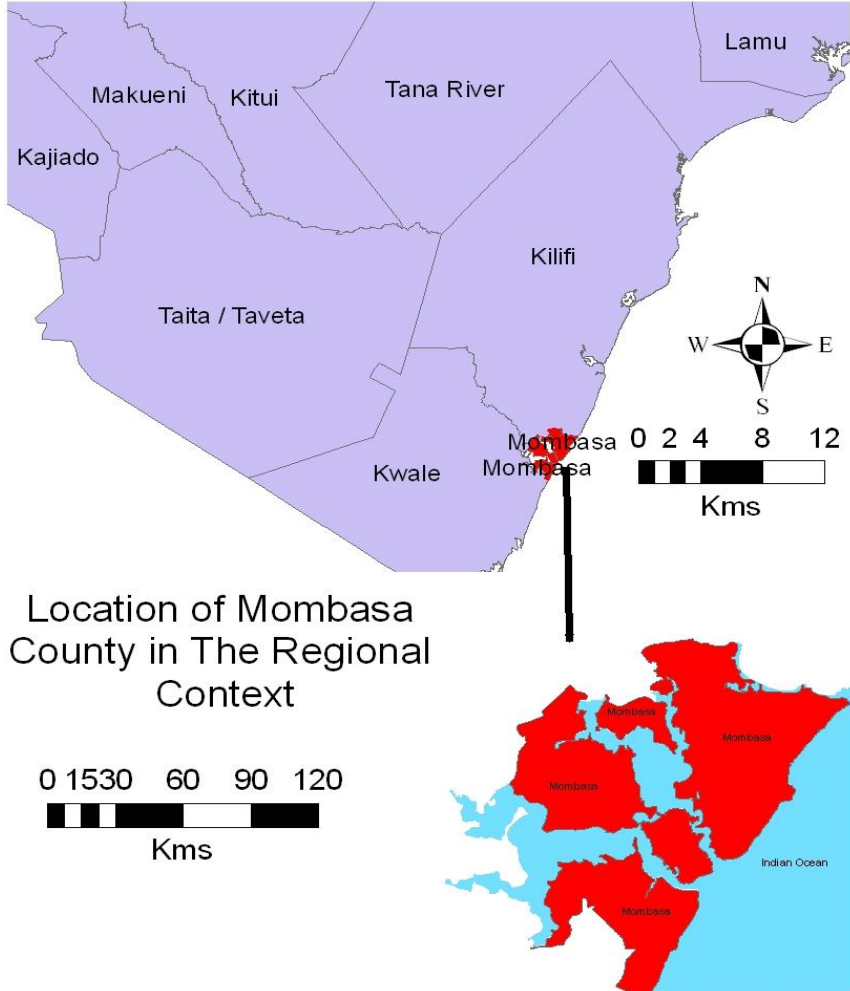 Lamu
Makueni
Kitui
Tana River
Kajiado
Kilifi
Taita / Taveta
N
W
E
S
Mombasa
Mombasa
Kwale
0 2 4 8 12
Kms
Location of Mombasa
County in The Regional
Context
0 1530 60 90 120
Kms
Mombasa
Mombasa
Mombasa
Indian Ocean
Mombasa